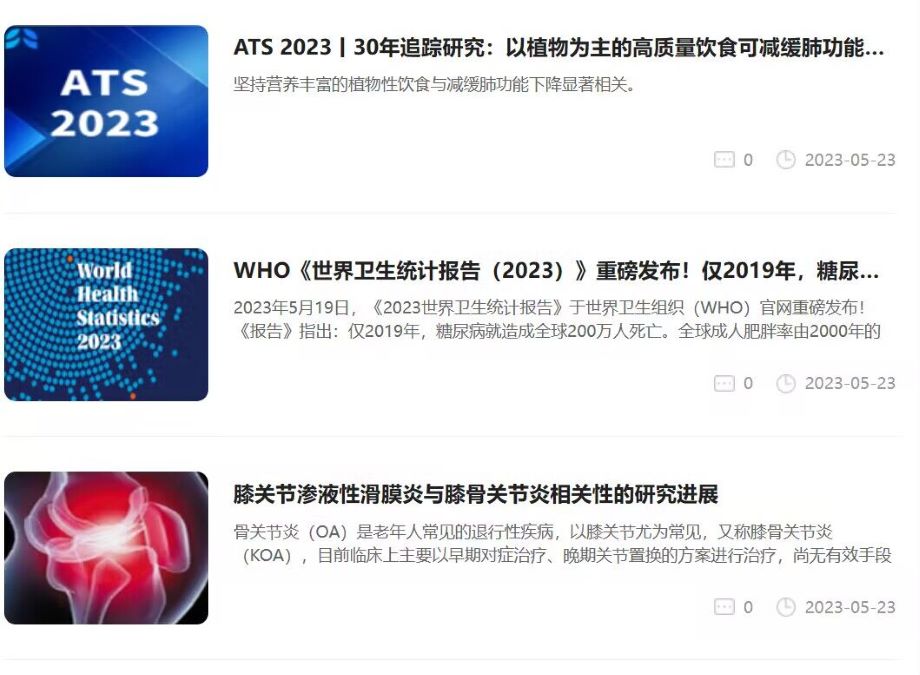 ATS
2023
ATS 2023丨30年追踪研究：以植物为主的高质量饮食可减缓肺功能...
坚持营养丰富的植物性饮食与减缓肺功能下降显著相关。
0 2023-05-23
World
Health
Statistics
2023
WHO《世界卫生统计报告（2023）》重磅发布！仅2019年，糖尿...
2023年5月19日，《2023世界卫生统计报告》于世界卫生组织（WHO）官网重磅发布！
《报告》指出：仅2019年，糖尿病就造成全球200万人死亡。全球成人肥胖率由2000年的
0 2023-05-23
膝关节渗液性滑膜炎与膝骨关节炎相关性的研究进展
骨关节炎（OA）是老年人常见的退行性疾病，以膝关节尤为常见，又称膝骨关节炎
（KOA），目前临床上主要以早期对症治疗、晚期关节置换的方案进行治疗，尚无有效手段
0 2023-05-23